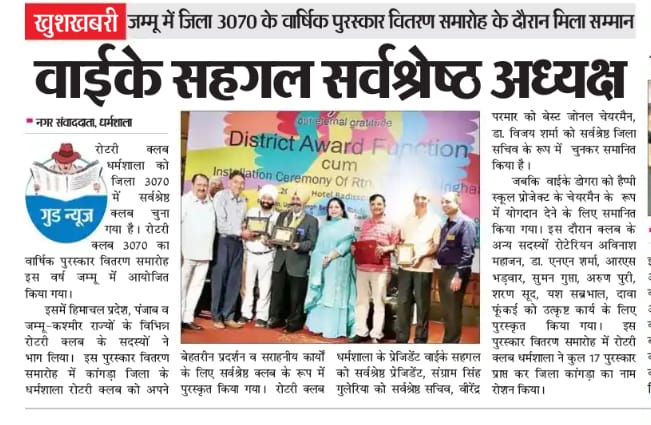 खुशखबरी
जम्मू में जिला 3070 के वार्षिक पुरस्कार वितरण समारोह के दौरान मिला सम्मान
वाईके सहगल सर्वश्रेष्ठ अध्यक्ष
नगर संवाददाता, धर्मशाला
गुड न्यूज
रोटरी क्लब
धर्मशाला को
जिला 3070
में सर्वश्रेष्ठ
क्लब चुना
गया है। रोटरी
क्लब 3070 का
वार्षिक पुरस्कार वितरण समारोह
इस वर्ष जम्मू में आयोजित
किया गया।
इसमें हिमाचल प्रदेश, पंजाब व
जम्मू-कश्मीर राज्यों के विभिन्न
रोटरी क्लब के सदस्यों ने
भाग लिया। इस पुरस्कार वितरण
समारोह में कांगड़ा जिला के
धर्मशाला रोटरी क्लब को अपने
eternal gratitude
District Award Function
cum
Installation Ceremony Of Rtn.
Hotel Radisso
बेहतरीन प्रदर्शन व सराहनीय कार्यों
के लिए सर्वश्रेष्ठ क्लब के रूप में
पुरस्कृत किया गया। रोटरी क्लब
धर्मशाला के प्रेजिडेंट वाईके सहगल
को सर्वश्रेष्ठ प्रेजिडेंट, संग्राम सिंह
गुलेरिया को सर्वश्रेष्ठ सचिव, वीरेंद्र
परमार को बेस्ट जोनल चेयरमैन,
डा. विजय शर्मा को सर्वश्रेष्ठ जिला
सचिव के रूप में चुनकर समानित
किया है।
जबकि वाईके डोगरा को हैप्पी
स्कूल प्रोजेक्ट के चेयरमैन के रूप
में योगदान देने के लिए समानित
किया गया। इस दौरान क्लब के
अन्य सदस्यों रोटेरियन अविनाश
महाजन, डा. एनएन शर्मा, आरएस
भड़वार, सुमन गुप्ता, अरुण पुरी,
शरण सूद, यश सब्रभाल, दावा
फूंकई को उत्कृष्ट कार्य के लिए
पुरस्कृत किया गया। इस
पुरस्कार वितरण समारोह में रोटरी
क्लब धर्मशाला ने कुल 17 पुरस्कार
प्राप्त कर जिला कांगड़ा का नाम
रोशन किया।